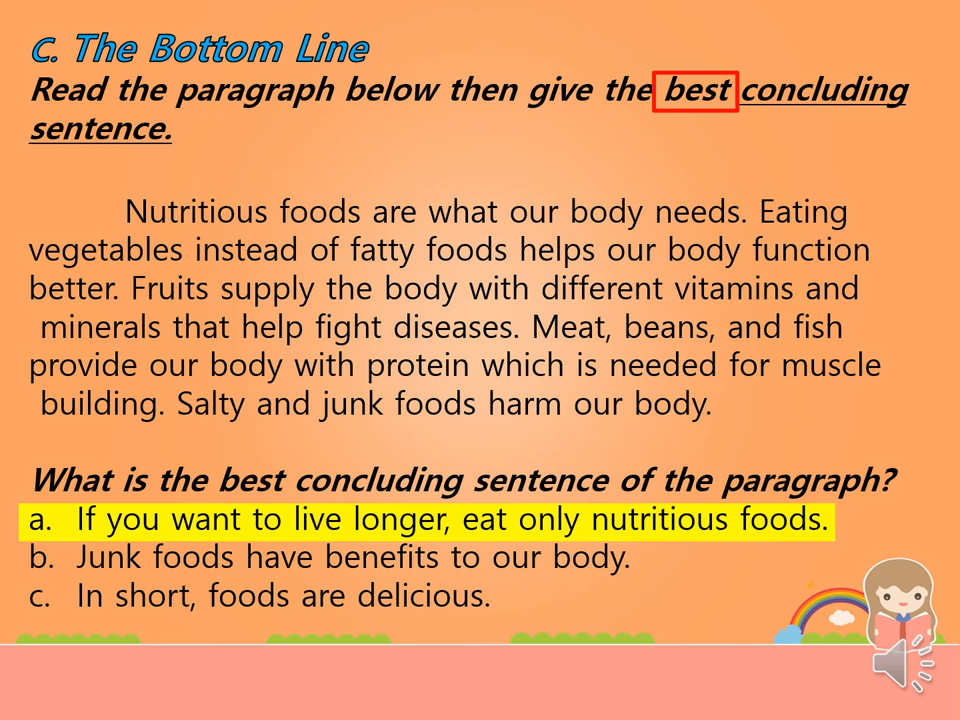 C. The Bottom Line
Read the paragraph below then give the best concluding
sentence.
Nutritious foods are what our body needs. Eating
vegetables instead of fatty foods helps our body function
better. Fruits supply the body with different vitamins and
minerals that help fight diseases. Meat, beans, and fish
provide our body with protein which is needed for muscle
building. Salty and junk foods harm our body.
What is the best concluding sentence of the paragraph?
a. If you want to live longer, eat only nutritious foods.
b. Junk foods have benefits to our body.
c. In short, foods are delicious.